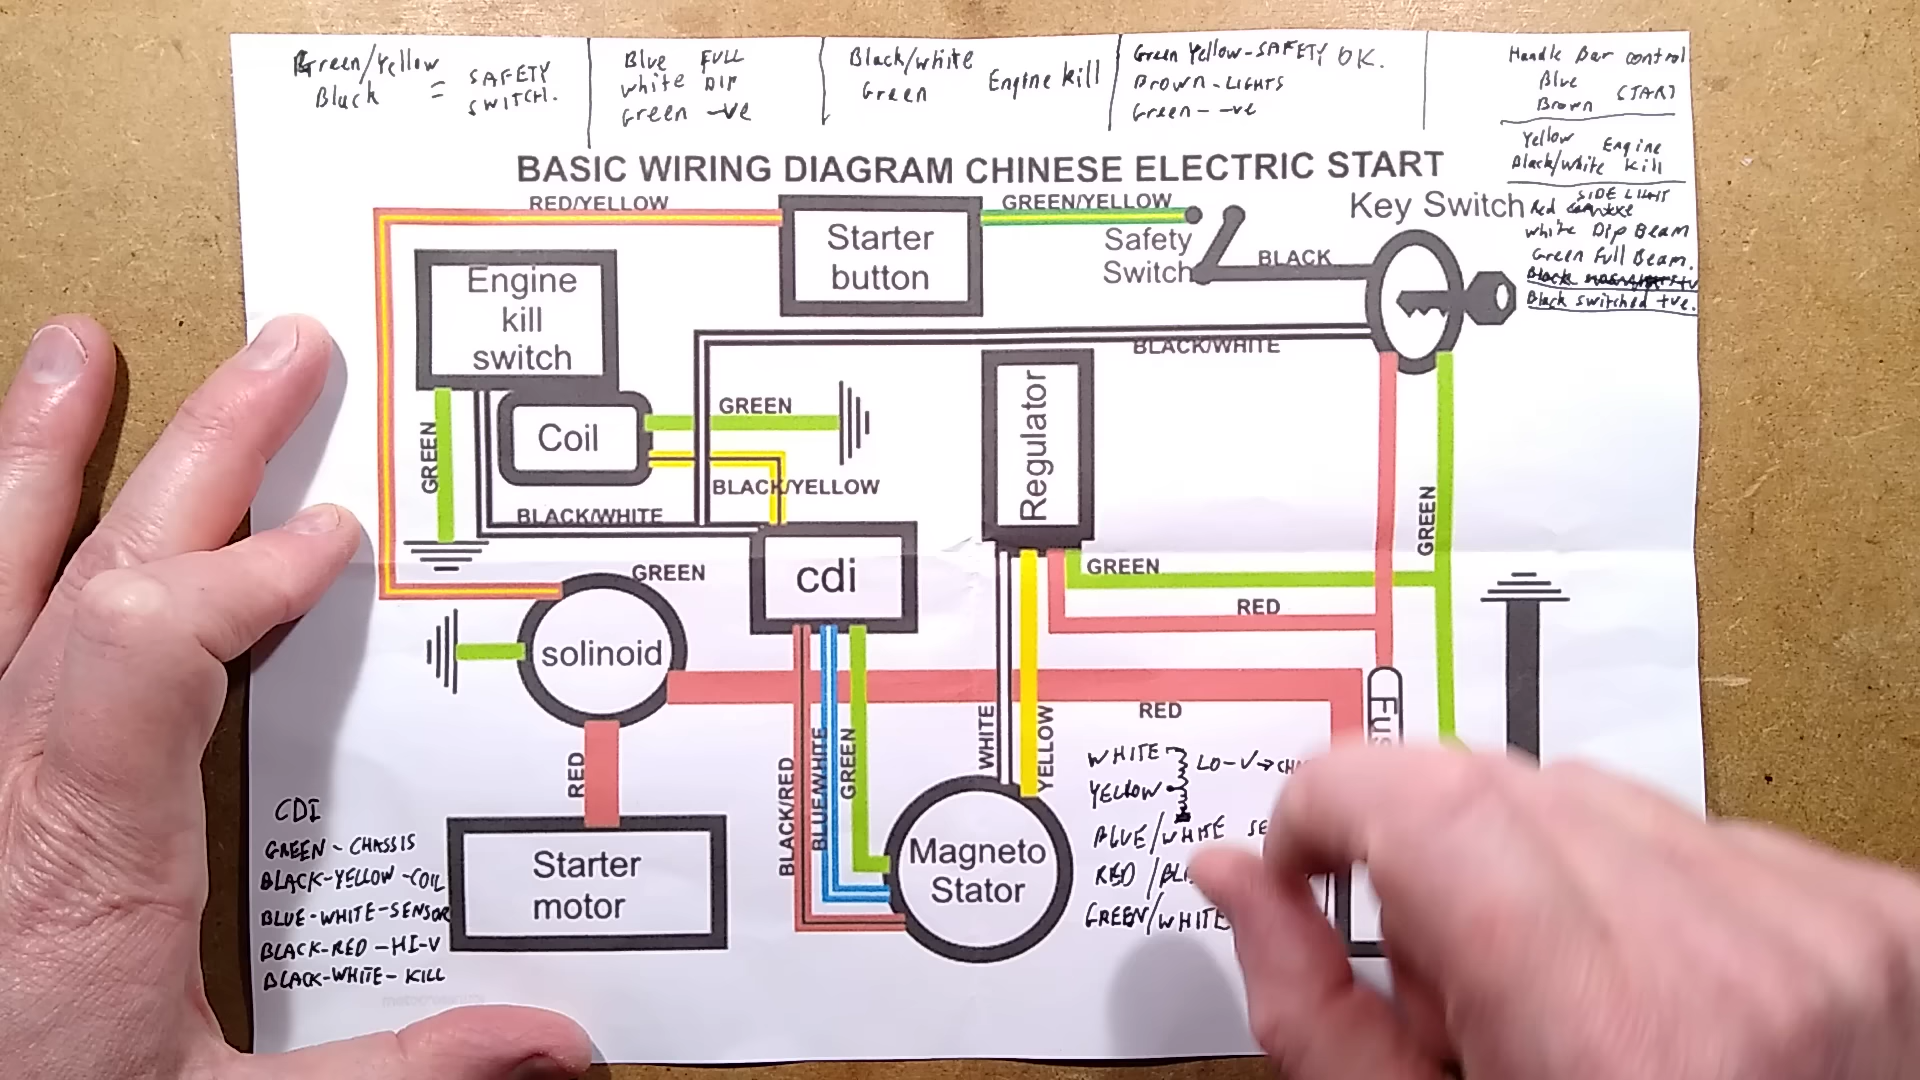 Green/Yellow
Black = SAFETY SWITCH.
Blue FULL
white DIP
Green -ve
Black/white
Green Engine kill
Green Yellow-SAFETY OK.
Brown-LIGHTS
Green- -ve
Handle Bar control
Blue
Brown START
Yellow Engine
Black/white kill
SIDE LIGHT
Red
white Dip Beam
Green Full Beam.
Black switched +ve.
BASIC WIRING DIAGRAM CHINESE ELECTRIC START
RED/YELLOW
Starter
button
GREEN/YELLOW
Safety
Switch
BLACK
Key Switch
Engine
kill
switch
BLACK/WHITE
GREEN
Coil
GREEN
BLACK/YELLOW
BLACK/WHITE
Regulator
GREEN
GREEN
solinoid
cdi
GREEN
RED
RED
RED
Fus
BLACK/RED
BLUE/WHITE
GREEN
WHITE
YELLOW
Starter
motor
Magneto
Stator
CDI
GREEN-CHASSIS
BLACK-YELLOW-COIL
BLUE-WHITE-SENSOR
BLACK-RED-HI-V
BLACK-WHITE-KILL
WHITE
LO-V→CHA
YELLOW
BLUE/WHITE SE
RED/BL
GREEN/WHITE